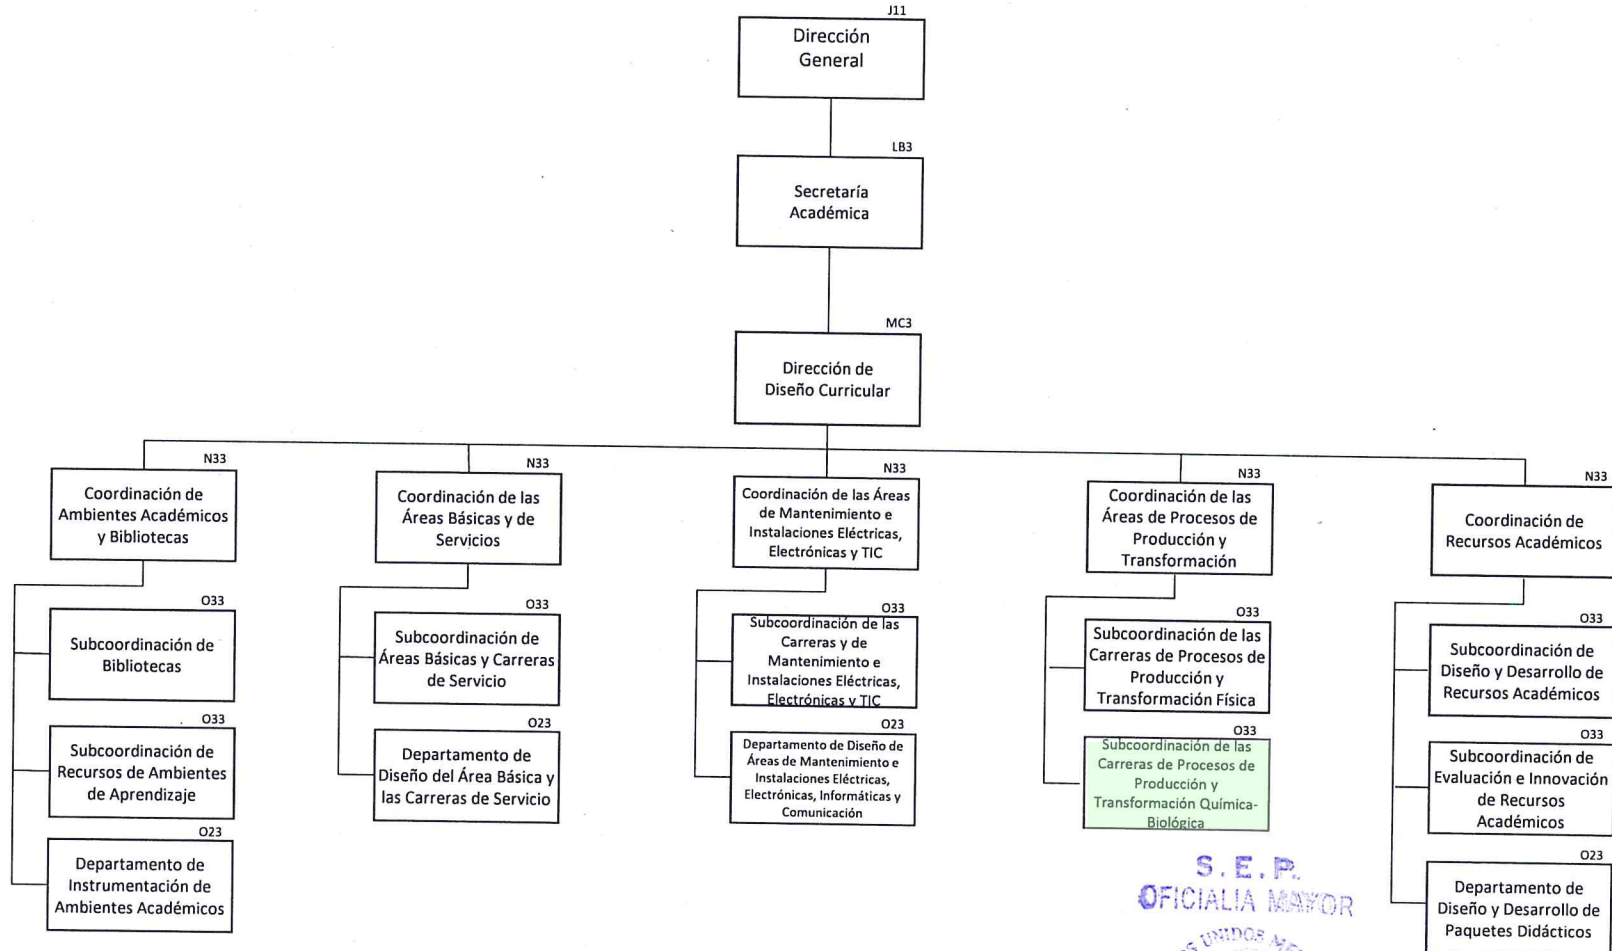 J11
Dirección
General
LB3
Secretaría
Académica
MC3
Dirección de
Diseño Curricular
N33
Coordinación de
Ambientes Académicos
y Bibliotecas
O33
Subcoordinación de
Bibliotecas
O33
Subcoordinación de
Recursos de Ambientes
de Aprendizaje
O23
Departamento de
Instrumentación de
Ambientes Académicos
N33
Coordinación de las
Áreas Básicas y de
Servicios
O33
Subcoordinación de
Áreas Básicas y Carreras
de Servicio
O23
Departamento de
Diseño del Área Básica y
las Carreras de Servicio
N33
Coordinación de las Áreas
de Mantenimiento e
Instalaciones Eléctricas,
Electrónicas y TIC
O33
Subcoordinación de las
Carreras y de
Mantenimiento e
Instalaciones Eléctricas,
Electrónicas y TIC
O23
Departamento de Diseño de
Áreas de Mantenimiento e
Instalaciones Eléctricas,
Electrónicas, Informáticas y
Comunicación
N33
Coordinación de las
Áreas de Procesos de
Producción y
Transformación
O33
Subcoordinación de las
Carreras de Procesos de
Producción y
Transformación Física
O33
Subcoordinación de las
Carreras de Procesos de
Producción y
Transformación Química-
Biológica
N33
Coordinación de
Recursos Académicos
O33
Subcoordinación de
Diseño y Desarrollo de
Recursos Académicos
O33
Subcoordinación de
Evaluación e Innovación
de Recursos
Académicos
O23
Departamento de
Diseño y Desarrollo de
Paquetes Didácticos
S.E.P.
OFICIALIA MAYOR
UNIDOS